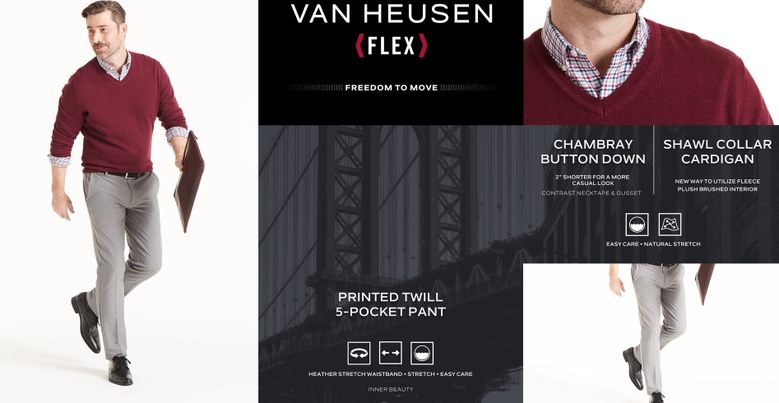 VAN HEUSEN
FLEX
FREEDOM TO MOVE
CHAMBRAY
BUTTON DOWN
2" SHORTER FOR A MORE
CASUAL LOOK
CONTRAST NECKTAPE & GUSSET
SHAWL COLLAR
CARDIGAN
NEW WAY TO UTILIZE FLEECE
PLUSH BRUSHED INTERIOR
EASY CARE • NATURAL STRETCH
PRINTED TWILL
5-POCKET PANT
HEATHER STRETCH WAISTBAND • STRETCH • EASY CARE
INNER BEAUTY